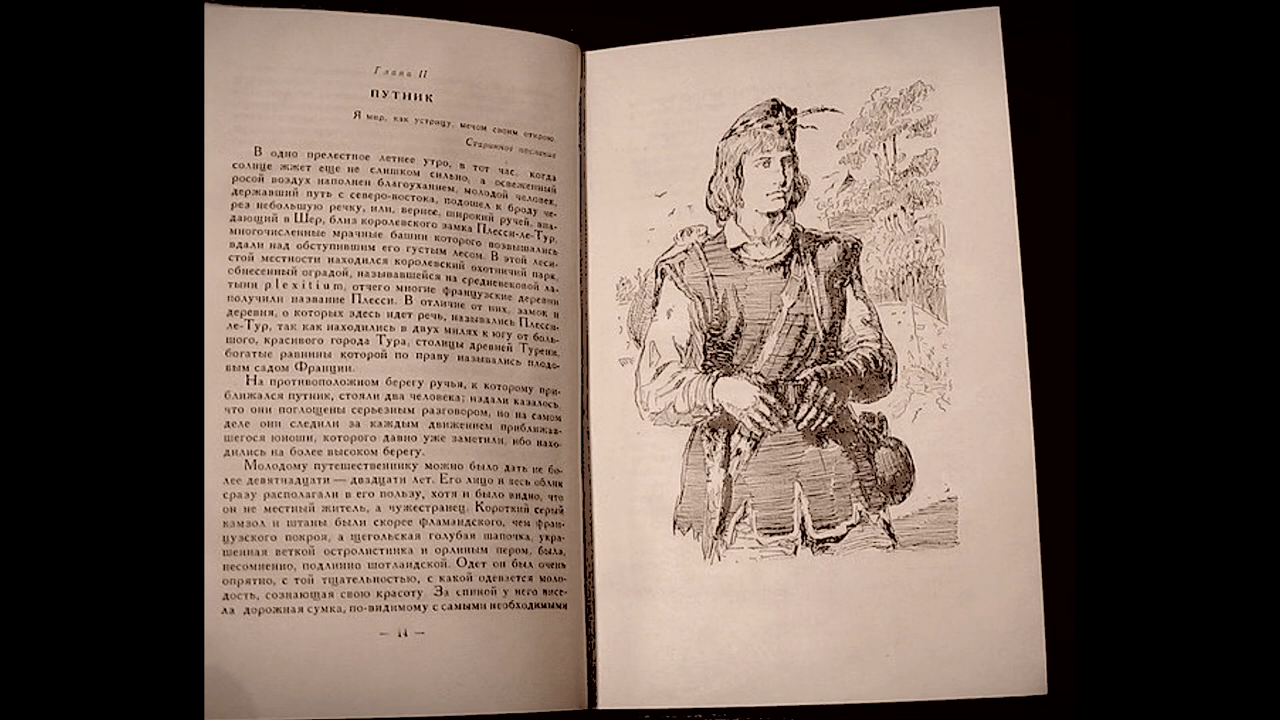 Глава II
ПУТНИК
Я мир, как устрицу, мечом своим открою.
Старинное послание
В одно прелестное летнее утро, в тот час, когда
солнце жжет еще не слишком сильно, а освеженный
росой воздух наполнен благоуханием, молодой человек,
державший путь с северо-востока, подошел к броду че-
рез небольшую речку, или, вернее, широкий ручей, впа-
дающий в Шер, близ королевского замка Плесси-ле-Тур,
многочисленные мрачные башни которого возвышались
вдали над обступившим его густым лесом. В этой леси-
стой местности находился королевский охотничий парк,
обнесенный оградой, называвшейся на средневековой ла-
тыни plexitium, отчего многие французские деревни
получили название Плесси. В отличие от них, замок и
деревня, о которых здесь идет речь, назывались Плесси-
ле-Тур, так как находились в двух милях к югу от боль-
шого, красивого города Тура, столицы древней Турени,
богатые равнины которой по праву назывались плодо-
вым садом Франции.
На противоположном берегу ручья, к которому при-
ближался путник, стояли два человека; издали казалось,
что они поглощены серьезным разговором, но на самом
деле они следили за каждым движением приближав-
шегося юноши, которого давно уже заметили, ибо нахо-
дились на более высоком берегу.
Молодому путешественнику можно было дать не бо-
лее девятнадцати — двадцати лет. Его лицо и весь облик
сразу располагали в его пользу, хотя и было видно, что
он не местный житель, а чужестранец. Короткий серый
камзол и штаны были скорее фламандского, чем фран-
цузского покроя, а щегольская голубая шапочка, укра-
шенная веткой остролистника и орлиным пером, была,
несомненно, подлинно шотландской. Одет он был очень
опрятно, с той тщательностью, с какой одевается моло-
дость, сознающая свою красоту. За спиной у него висе-
ла дорожная сумка, по-видимому с самыми необходимыми
— 14 —